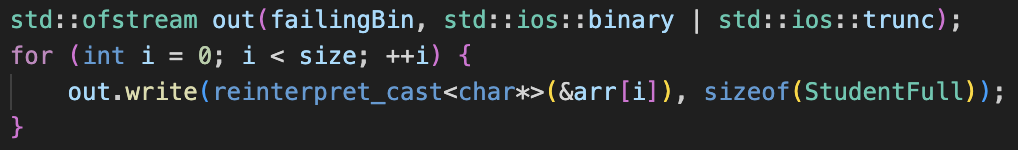 std::ofstream out(failingBin, std::ios::binary | std::ios::trunc);
for (int i = 0; i < size; ++i) {
    out.write(reinterpret_cast<char*>(&arr[i]), sizeof(StudentFull));
}